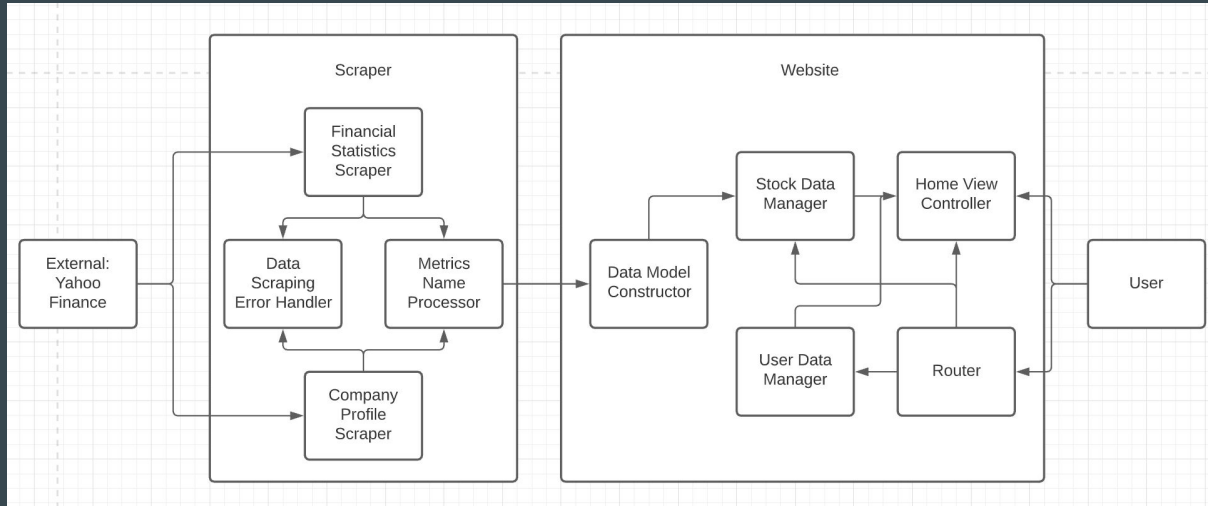 Scraper
Website
Financial
Statistics
Scraper
External:
Yahoo
Finance
Data
Scraping
Error Handler
Metrics
Name
Processor
Company
Profile
Scraper
Data Model
Constructor
Stock Data
Manager
Home View
Controller
User Data
Manager
Router
User